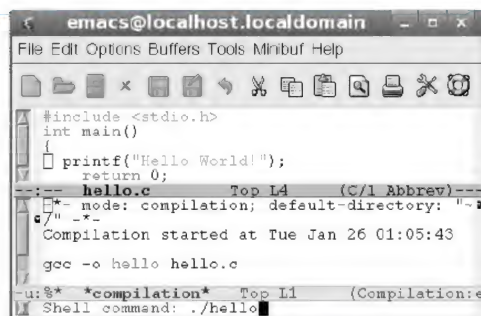 emacs@localhost.localdomain
File Edit Options Buffers Tools Minibuf Help
#include <stdio.h>
int main()
{
printf("Hello World!");
return 0;
--:-- hello.c Top L4 (C/l Abbrev)---
*- mode: compilation; default-directory: "~
/" -*-
Compilation started at Tue Jan 26 01:05:43
gcc -o hello hello.c
-u:%* *compilation* Top L1 (Compilation:e
Shell command: ./hello